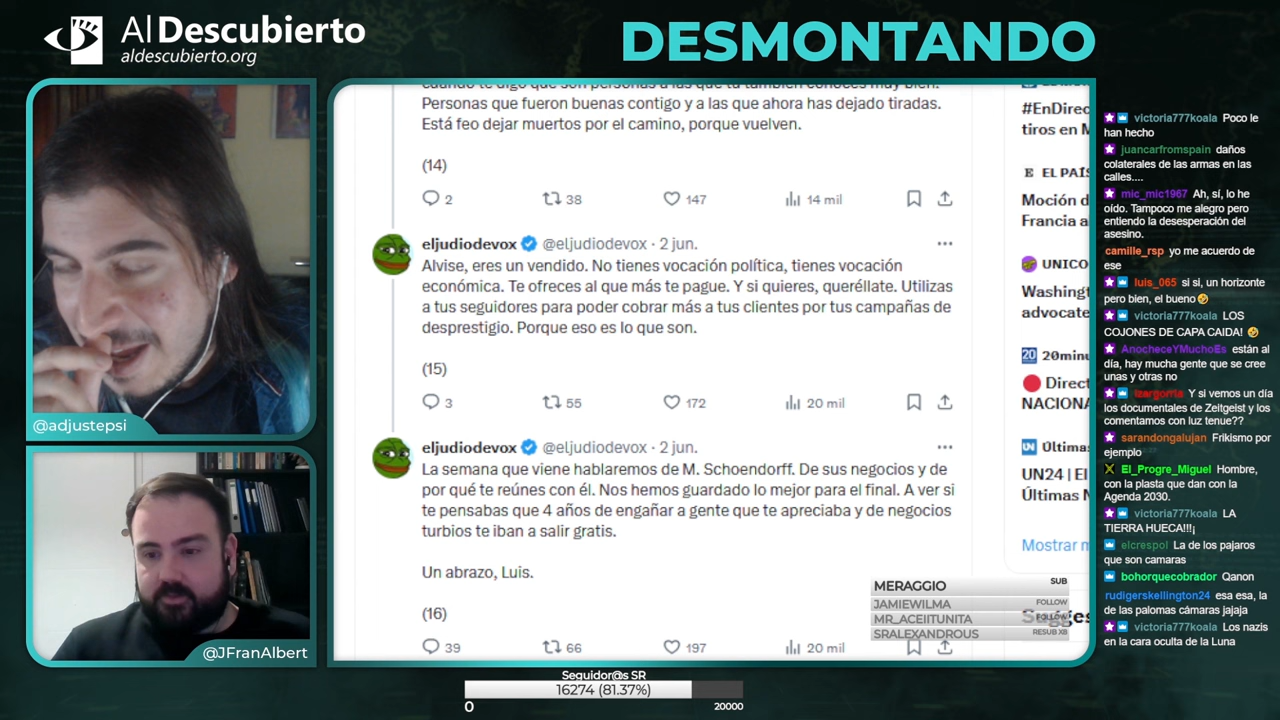 Al Descubierto
aldescubierto.org
DESMONTANDO
@adjustepsi
@JFranAlbert
Personas que fueron buenas contigo y a las que ahora has dejado tiradas.
Está feo dejar muertos por el camino, porque vuelven.
(14)
2 38 147 14 mil
eljudiodevox @eljudiodevox · 2 jun.
Alvise, eres un vendido. No tienes vocación política, tienes vocación
económica. Te ofreces al que más te pague. Y si quieres, queréllate. Utilizas
a tus seguidores para poder cobrar más a tus clientes por tus campañas de
desprestigio. Porque eso es lo que son.
(15)
3 55 172 20 mil
eljudiodevox @eljudiodevox · 2 jun.
La semana que viene hablaremos de M. Schoendorff. De sus negocios y de
por qué te reúnes con él. Nos hemos guardado lo mejor para el final. A ver si
te pensabas que 4 años de engañar a gente que te apreciaba y de negocios
turbios te iban a salir gratis.
Un abrazo, Luis.
(16)
39 66 197 20 mil
#EnDirec
tiros en M
E EL PAÍS
Moción d
Francia a
UNICO
Washingt
advocate
20 20minu
Direct
NACIONA
UN Última
UN24 | El
Últimas N
Mostrar m
MERAGGIO SUB
JAMIEWILMA FOLLOW
MR_ACEIITUNITA FOLLOW
SRALEXANDROUS RESUB X8
Seguidor@s SR
16274 (81.37%)
0 20000
victoria777koala Poco le
han hecho
juancarfromspain daños
colaterales de las armas en las
calles....
mic_mic1967 Ah, sí, lo he
oído. Tampoco me alegro pero
entiendo la desesperación del
asesino.
camille_rsp yo me acuerdo de
ese
luis_065 si si, un horizonte
pero bien, el bueno🤣
victoria777koala LOS
COJONES DE CAPA CAIDA! 🤣
AnocheceYMuchoEs están al
día, hay mucha gente que se cree
unas y otras no
Izargorria Y si vemos un día
los documentales de Zeitgeist y los
comentamos con luz tenue??
sarandongalujan Frikismo por
ejemplo
El_Progre_Miguel Hombre,
con la plasta que dan con la
Agenda 2030.
victoria777koala LA
TIERRA HUECA!!!¡
elcrespol La de los pajaros
que son camaras
bohorquecobrador Qanon
rudigerskellington24 esa esa, la
de las palomas cámaras jajaja
victoria777koala Los nazis
en la cara oculta de la Luna